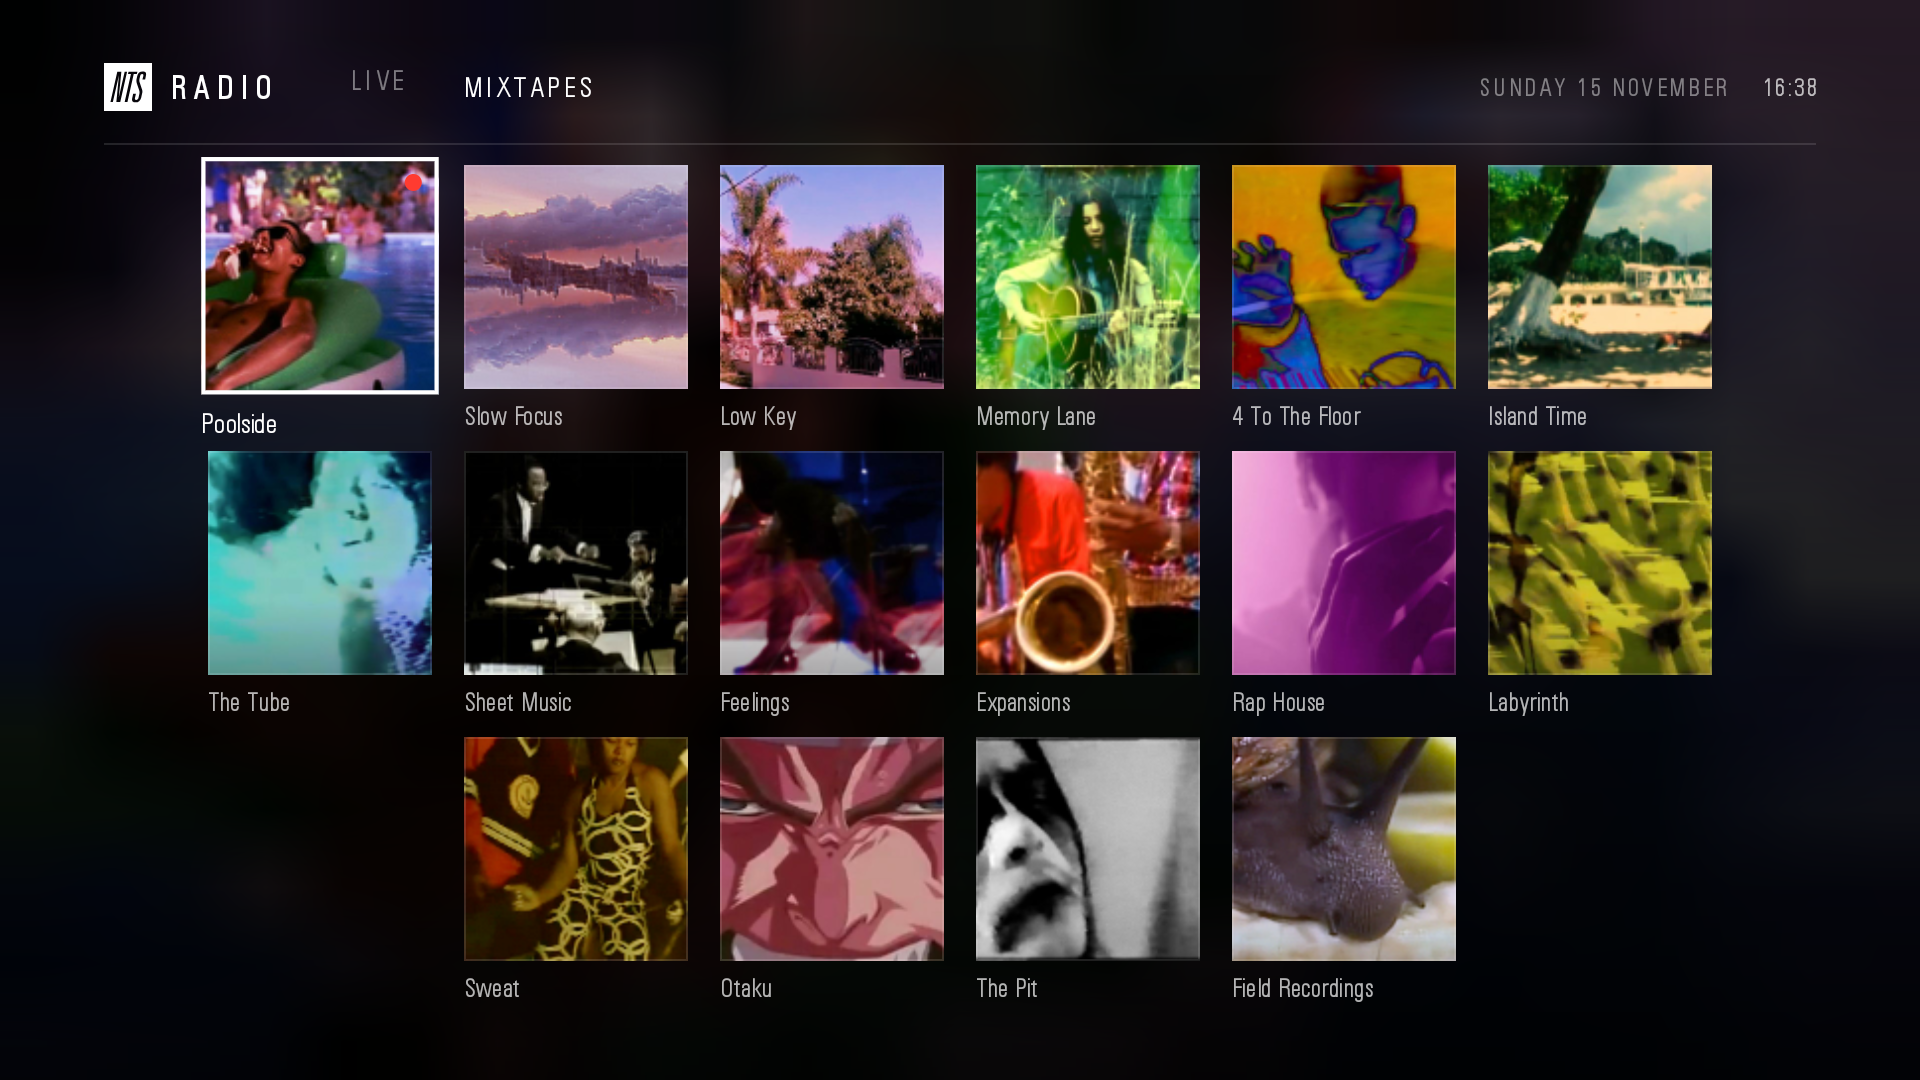 NTS RADIO LIVE MIXTAPES SUNDAY 15 NOVEMBER 16:38
Poolside
Slow Focus
Low Key
Memory Lane
4 To The Floor
Island Time
The Tube
Sheet Music
Feelings
Expansions
Rap House
Labyrinth
Sweat
Otaku
The Pit
Field Recordings